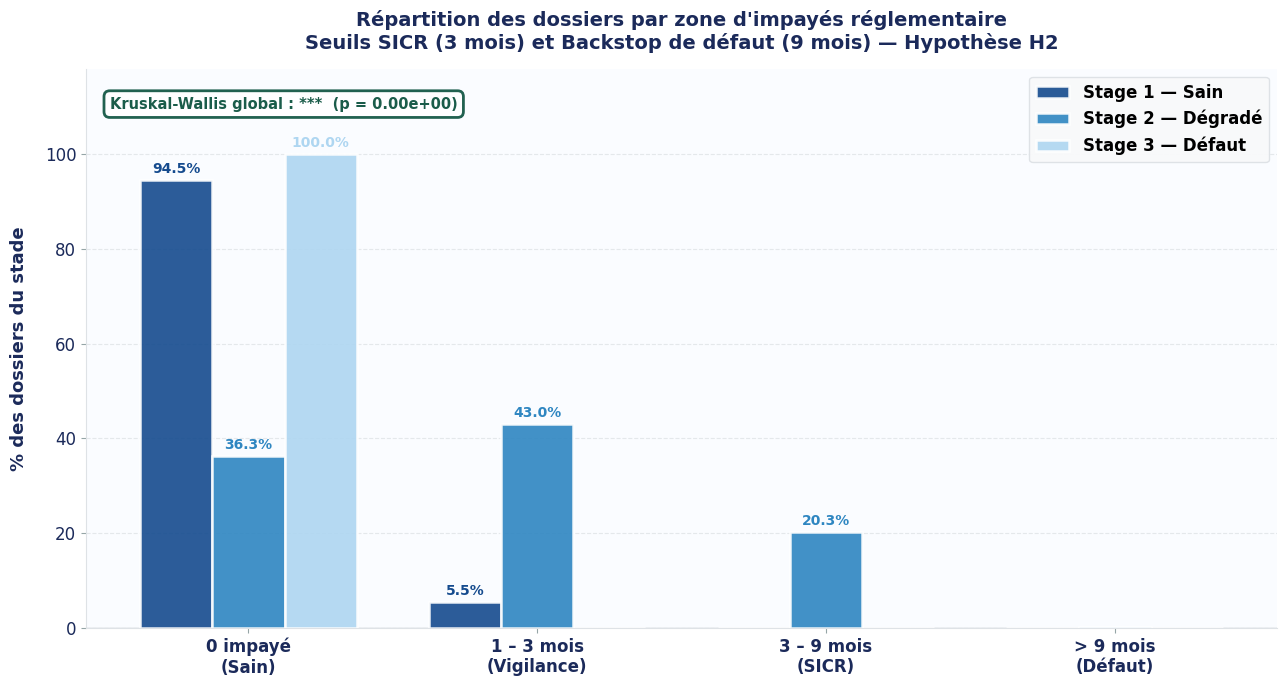 Répartition des dossiers par zone d'impayés réglementaire
Seuils SICR (3 mois) et Backstop de défaut (9 mois) — Hypothèse H2
Kruskal-Wallis global : *** (p = 0.00e+00)
Stage 1 — Sain
Stage 2 — Dégradé
Stage 3 — Défaut
% des dossiers du stade
100
80
60
40
20
0
94.5%
36.3%
100.0%
5.5%
43.0%
20.3%
0 impayé
(Sain)
1 – 3 mois
(Vigilance)
3 – 9 mois
(SICR)
> 9 mois
(Défaut)